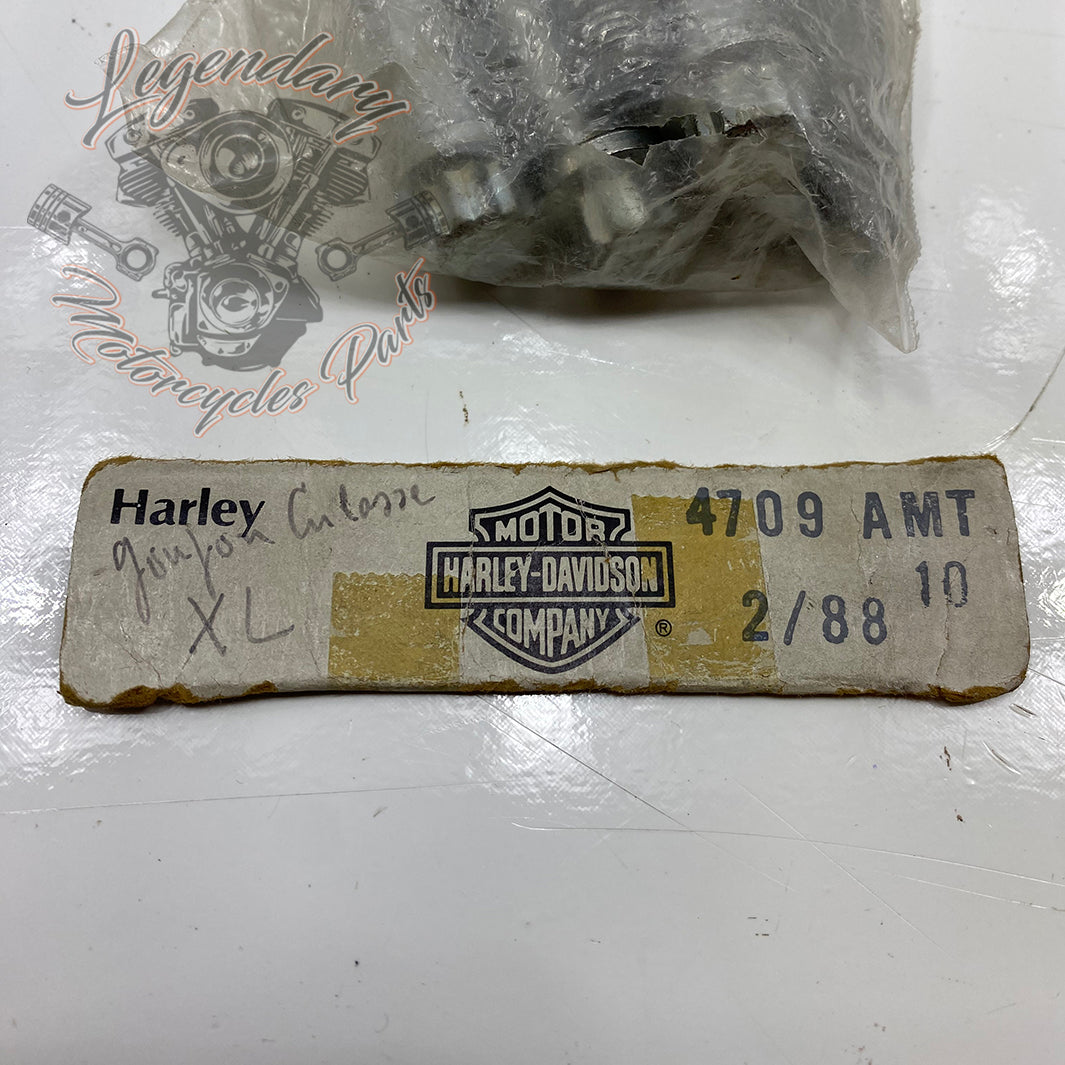 Legendary
Motorcycles Parts
Harley
goujon Culasse
XL
MOTOR
HARLEY-DAVIDSON
COMPANY
®
4709 AMT
2/88
10